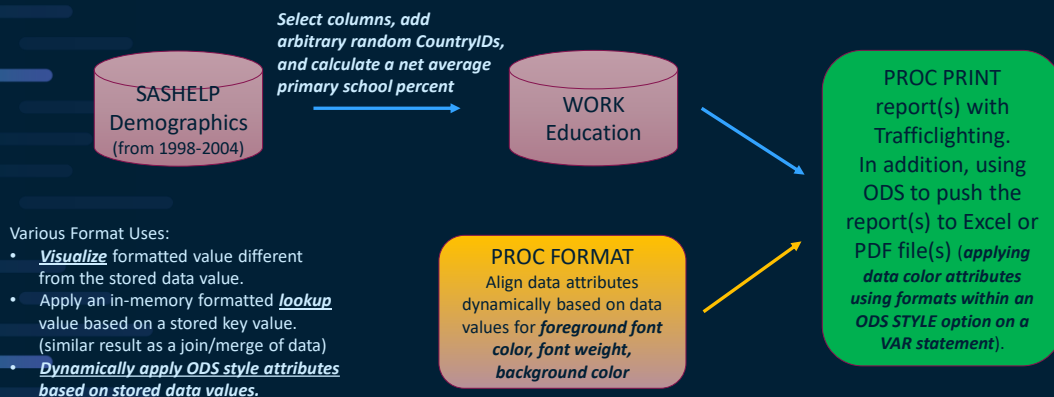 Select columns, add
arbitrary random CountryIDs,
and calculate a net average
primary school percent
SASHELP
Demographics
(from 1998-2004)
WORK
Education
PROC PRINT
report(s) with
Trafficlighting.
In addition, using
ODS to push the
report(s) to Excel or
PDF file(s) (applying
data color attributes
using formats within an
ODS STYLE option on a
VAR statement).
Various Format Uses:
• Visualize formatted value different
from the stored data value.
• Apply an in-memory formatted lookup
value based on a stored key value.
(similar result as a join/merge of data)
• Dynamically apply ODS style attributes
based on stored data values.
PROC FORMAT
Align data attributes
dynamically based on data
values for foreground font
color, font weight,
background color